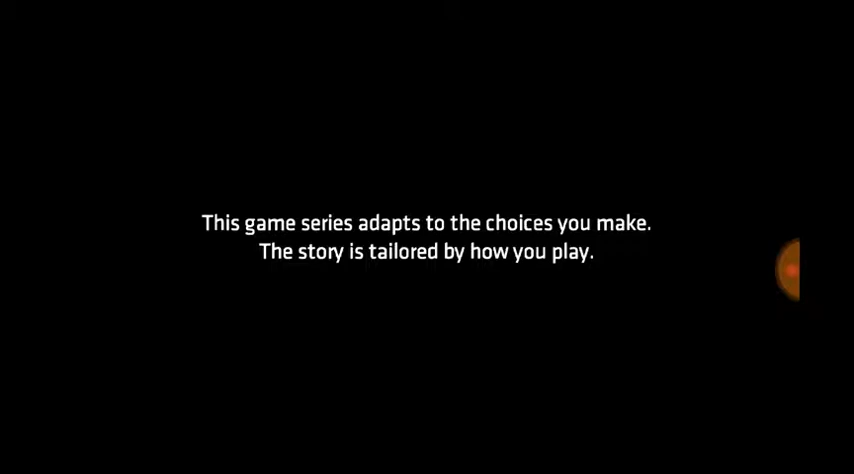 This game series adapts to the choices you make.
The story is tailored by how you play.